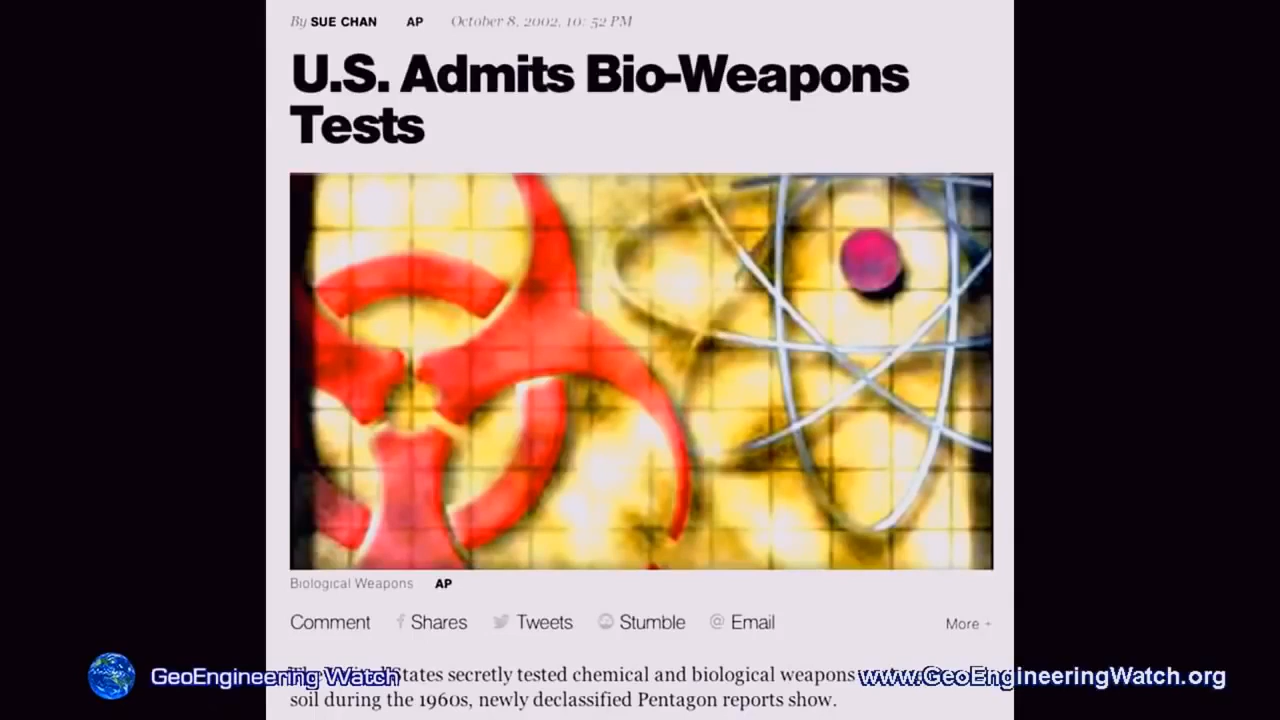 By SUE CHAN AP October 8, 2002, 10:52 PM
U.S. Admits Bio-Weapons
Tests
Biological Weapons AP
Comment Shares Tweets Stumble @ Email More +
States secretly tested chemical and biological weapons
GeoEngineering Watch www.GeoEngineeringWatch.org
soil during the 1960s, newly declassified Pentagon reports show.